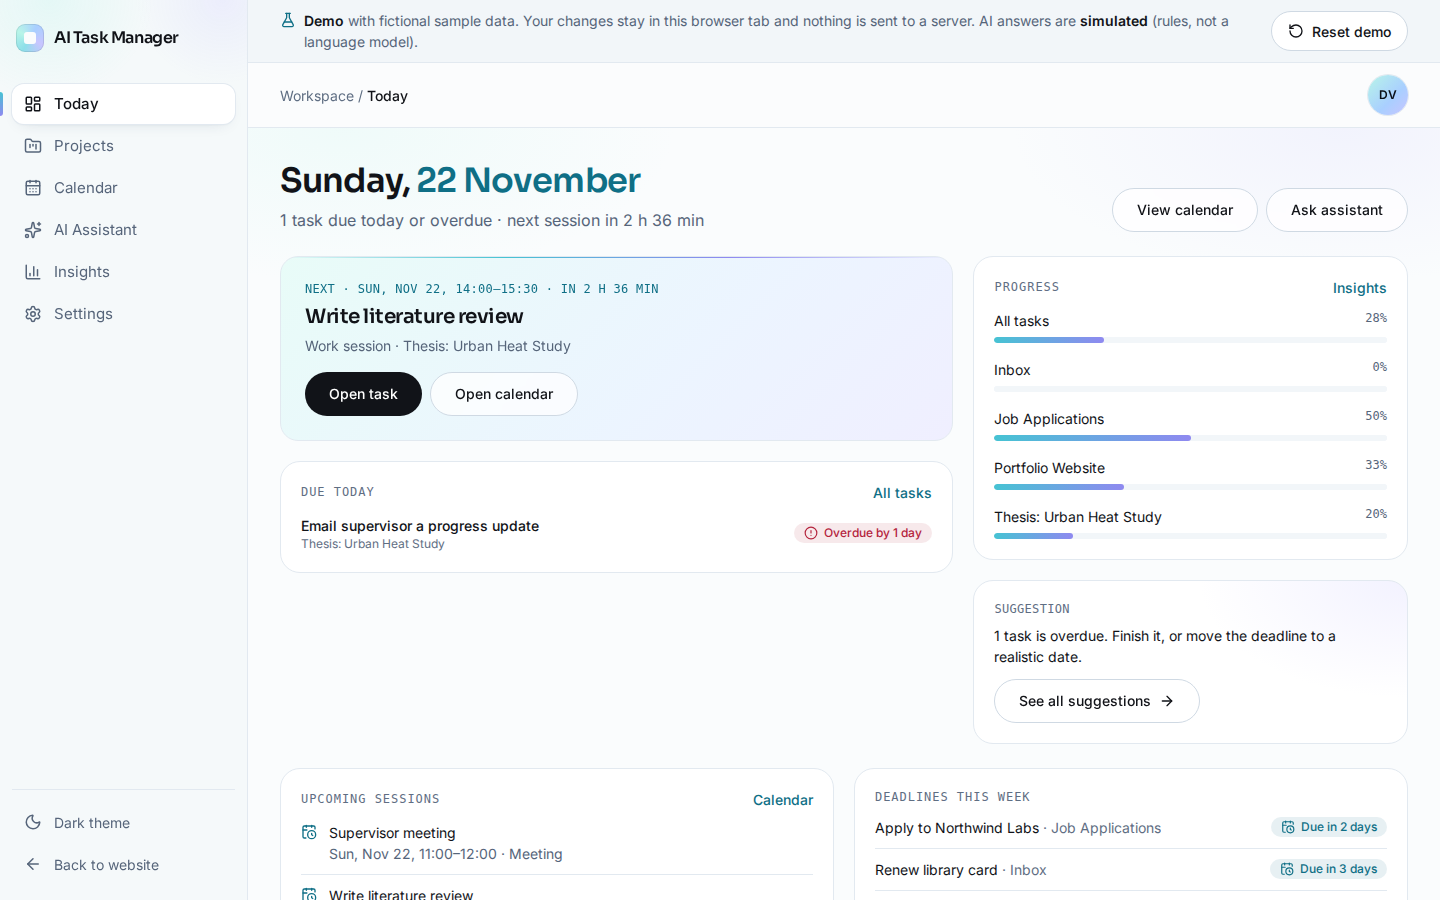 AI Task Manager
Today
Projects
Calendar
AI Assistant
Insights
Settings
Dark theme
Back to website
Demo with fictional sample data. Your changes stay in this browser tab and nothing is sent to a server. AI answers are simulated (rules, not a
language model).
Reset demo
Workspace / Today
DV
Sunday, 22 November
1 task due today or overdue · next session in 2 h 36 min
View calendar
Ask assistant
NEXT · SUN, NOV 22, 14:00–15:30 · IN 2 H 36 MIN
Write literature review
Work session · Thesis: Urban Heat Study
Open task
Open calendar
DUE TODAY
All tasks
Email supervisor a progress update
Thesis: Urban Heat Study
Overdue by 1 day
PROGRESS
Insights
All tasks 28%
Inbox 0%
Job Applications 50%
Portfolio Website 33%
Thesis: Urban Heat Study 20%
SUGGESTION
1 task is overdue. Finish it, or move the deadline to a
realistic date.
See all suggestions
UPCOMING SESSIONS
Calendar
Supervisor meeting
Sun, Nov 22, 11:00–12:00 · Meeting
Write literature review
DEADLINES THIS WEEK
Apply to Northwind Labs · Job Applications
Due in 2 days
Renew library card · Inbox
Due in 3 days